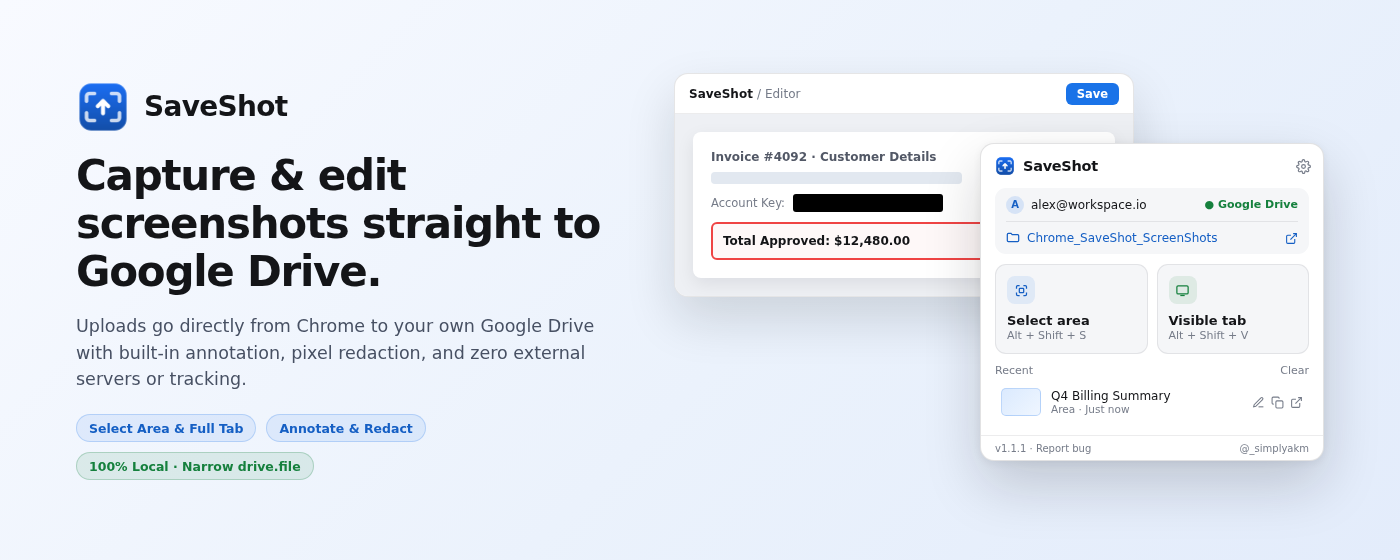 SaveShot
Capture & edit
screenshots straight to
Google Drive.
Uploads go directly from Chrome to your own Google Drive
with built-in annotation, pixel redaction, and zero external
servers or tracking.
Select Area & Full Tab
Annotate & Redact
100% Local · Narrow drive.file
SaveShot / Editor
Save
Invoice #4092 · Customer Details
Account Key:
Total Approved: $12,480.00
SaveShot
A alex@workspace.io
Google Drive
Chrome_SaveShot_ScreenShots
Select area
Alt + Shift + S
Visible tab
Alt + Shift + V
Recent
Clear
Q4 Billing Summary
Area · Just now
v1.1.1 · Report bug
@_simplyakm